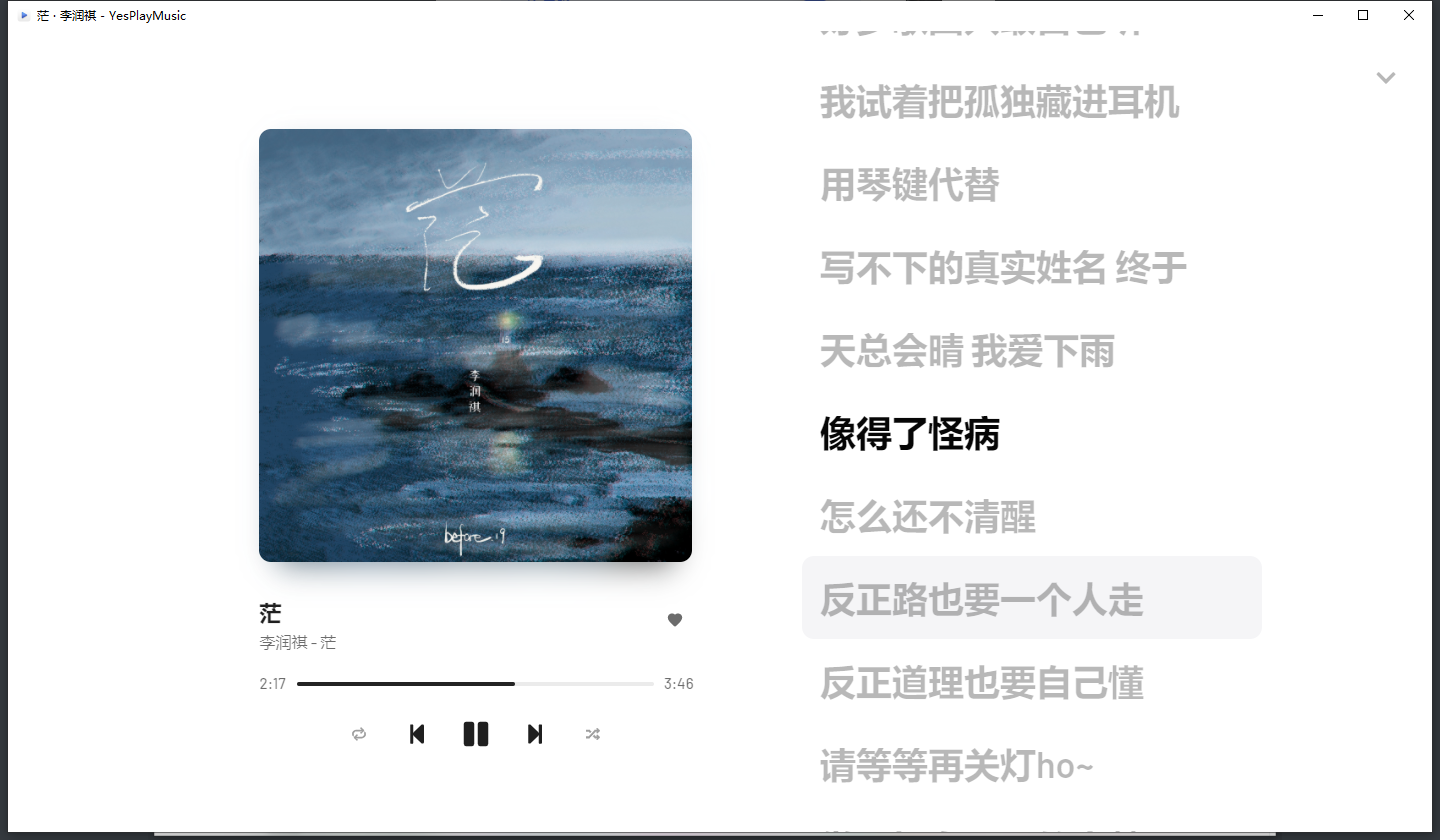 茫 · 李润祺 - YesPlayMusic
茫
15
李润祺
before.19
茫
李润祺 - 茫
2:17
3:46
我试着把孤独藏进耳机
用琴键代替
写不下的真实姓名 终于
天总会晴 我爱下雨
像得了怪病
怎么还不清醒
反正路也要一个人走
反正道理也要自己懂
请等等再关灯ho~